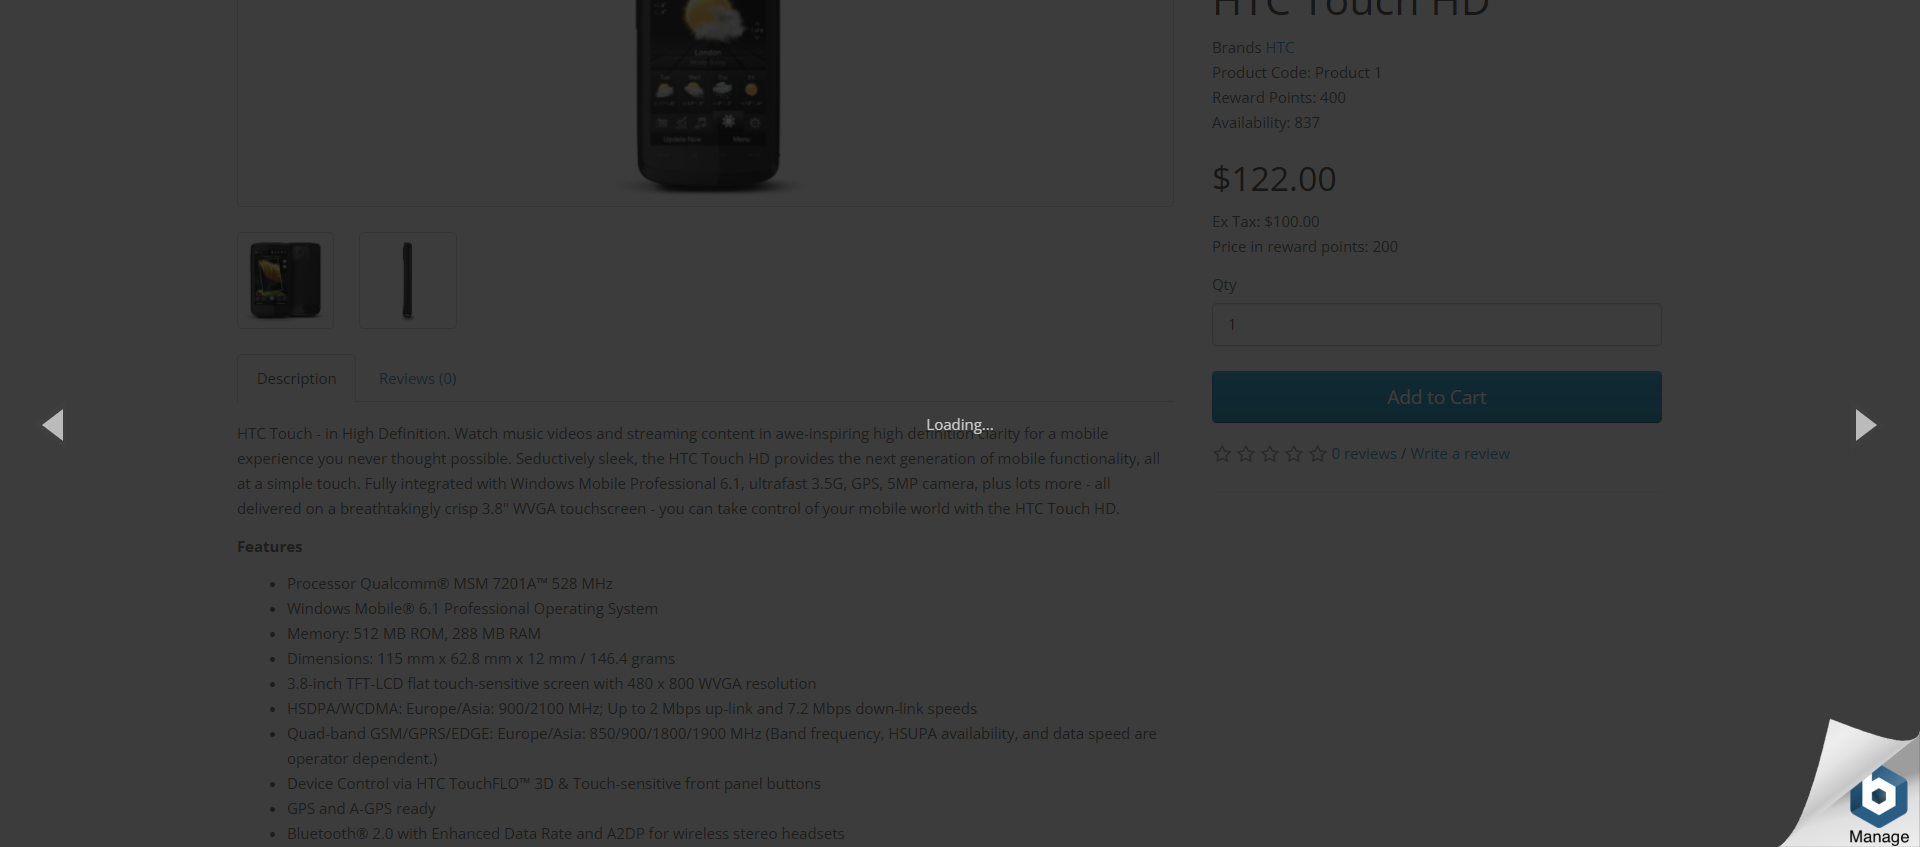 HTC Touch HD
London
Tue Wed Thu Fri
Update Now Menu
Brands HTC
Product Code: Product 1
Reward Points: 400
Availability: 837
$122.00
Ex Tax: $100.00
Price in reward points: 200
Qty
1
Add to Cart
0 reviews / Write a review
Description Reviews (0)
Loading...
HTC Touch - in High Definition. Watch music videos and streaming content in awe-inspiring high definition clarity for a mobile
experience you never thought possible. Seductively sleek, the HTC Touch HD provides the next generation of mobile functionality, all
at a simple touch. Fully integrated with Windows Mobile Professional 6.1, ultrafast 3.5G, GPS, 5MP camera, plus lots more - all
delivered on a breathtakingly crisp 3.8" WVGA touchscreen - you can take control of your mobile world with the HTC Touch HD.
Features
• Processor Qualcomm® MSM 7201A™ 528 MHz
• Windows Mobile® 6.1 Professional Operating System
• Memory: 512 MB ROM, 288 MB RAM
• Dimensions: 115 mm x 62.8 mm x 12 mm / 146.4 grams
• 3.8-inch TFT-LCD flat touch-sensitive screen with 480 x 800 WVGA resolution
• HSDPA/WCDMA: Europe/Asia: 900/2100 MHz; Up to 2 Mbps up-link and 7.2 Mbps down-link speeds
• Quad-band GSM/GPRS/EDGE: Europe/Asia: 850/900/1800/1900 MHz (Band frequency, HSUPA availability, and data speed are
operator dependent.)
• Device Control via HTC TouchFLO™ 3D & Touch-sensitive front panel buttons
• GPS and A-GPS ready
• Bluetooth® 2.0 with Enhanced Data Rate and A2DP for wireless stereo headsets
b
Manage